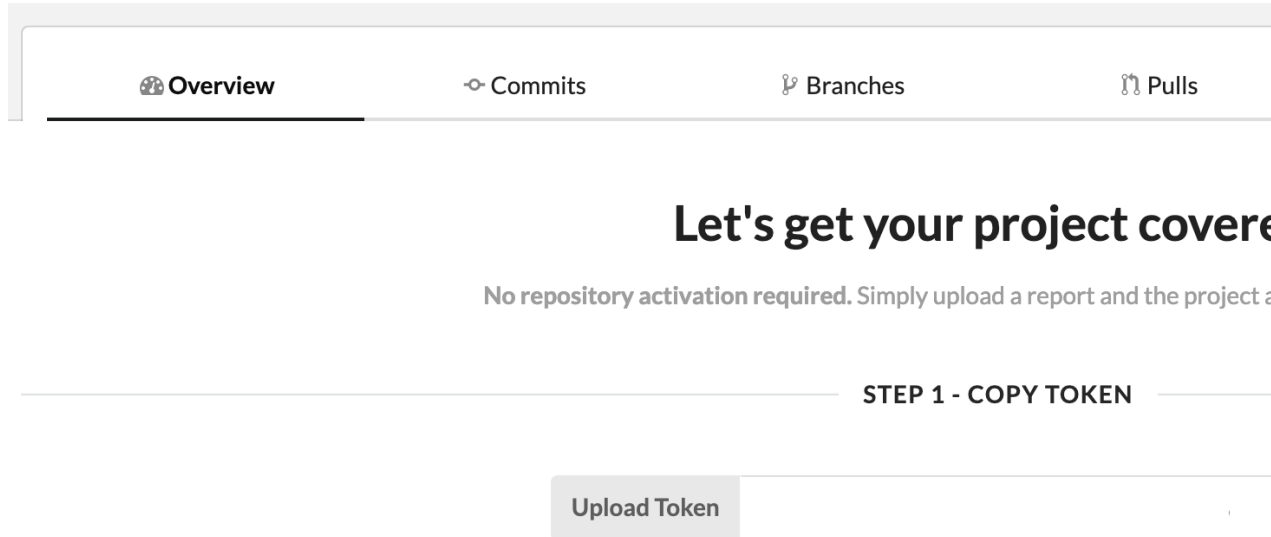 Overview Commits Branches Pulls
Let's get your project covere
No repository activation required. Simply upload a report and the project a
STEP 1 - COPY TOKEN
Upload Token